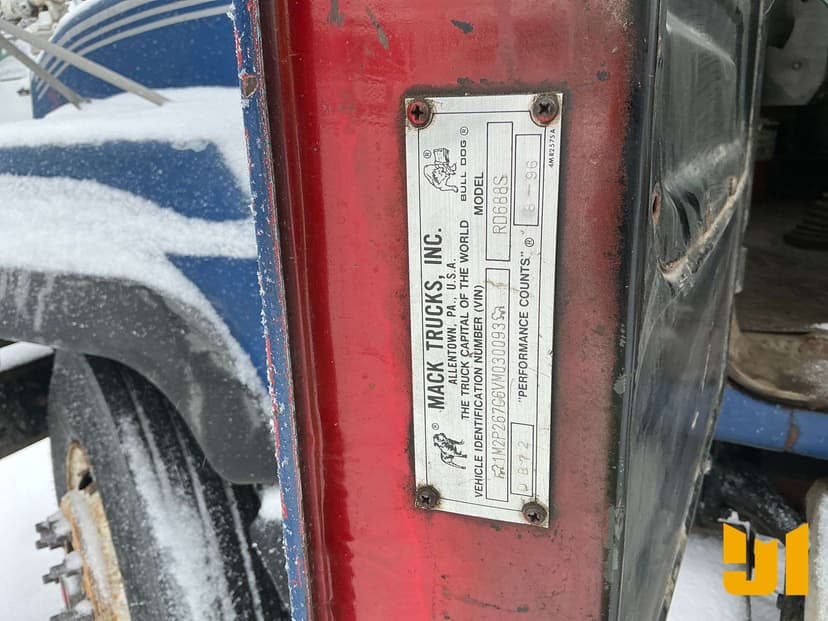 MACK TRUCKS, INC.
ALLENTOWN, PA., U.S.A.
THE TRUCK CAPITAL OF THE WORLD
BULL DOG ®
VEHICLE IDENTIFICATION NUMBER (VIN)
MODEL
1M2P267C6VM030093
RD688S
8-96
"PERFORMANCE COUNTS" ®
4MR2575A